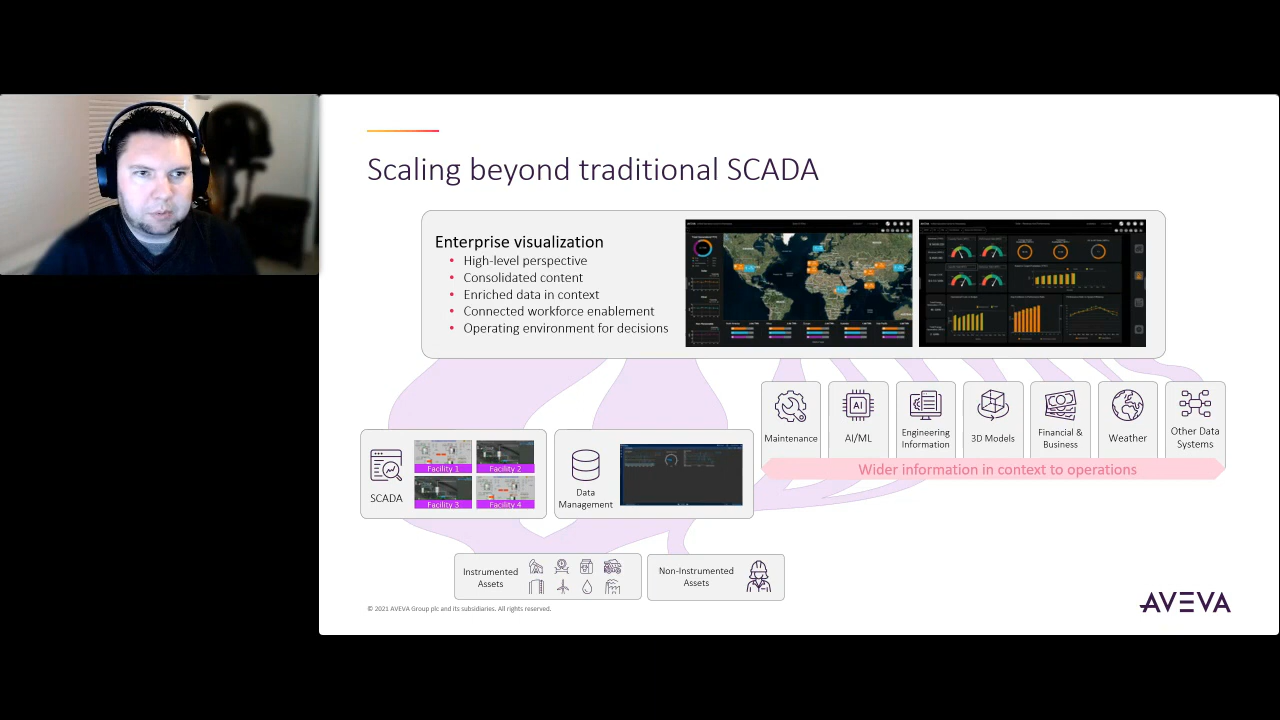 Scaling beyond traditional SCADA
Enterprise visualization
• High-level perspective
• Consolidated content
• Enriched data in context
• Connected workforce enablement
• Operating environment for decisions
Maintenance
AI
AI/ML
Engineering
Information
3D Models
Financial &
Business
Weather
Other Data
Systems
Wider information in context to operations
SCADA
Facility 1
Facility 2
Facility 3
Facility 4
Data
Management
Instrumented
Assets
Non-Instrumented
Assets
© 2021 AVEVA Group plc and its subsidiaries. All rights reserved.
AVEVA